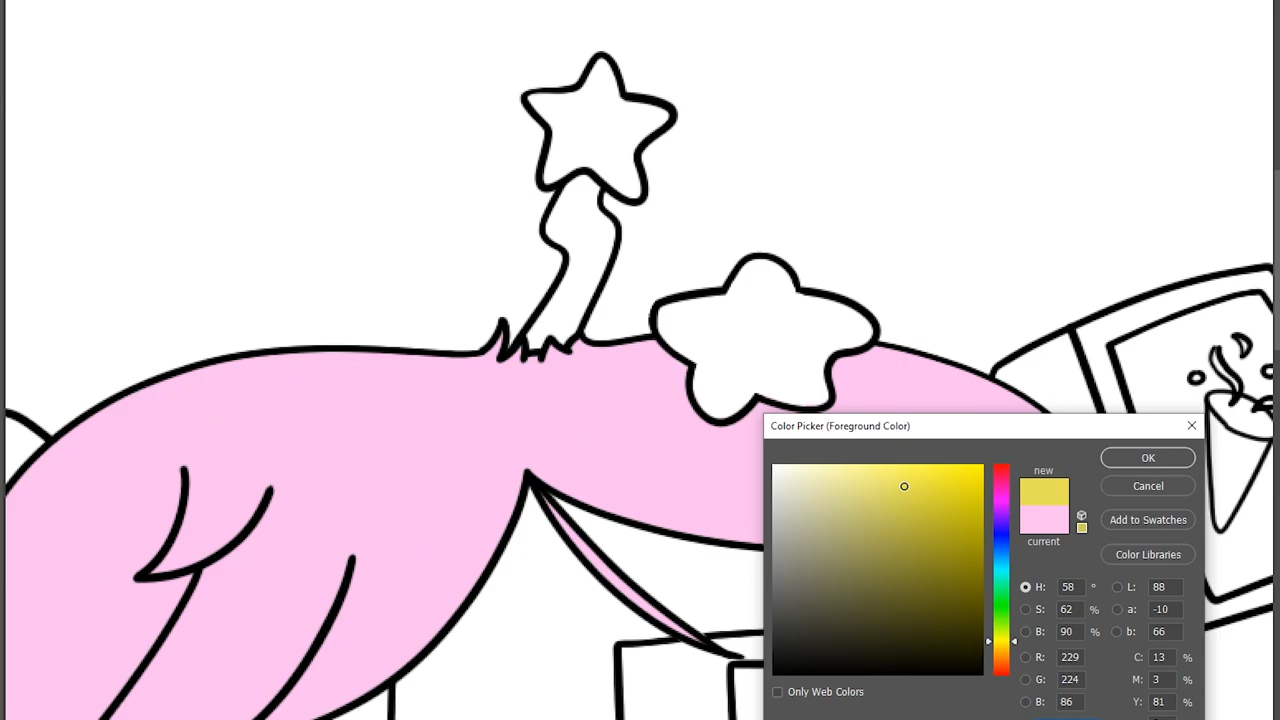 Color Picker (Foreground Color)
OK
new
Cancel
Add to Swatches
current
Color Libraries
H: 58 ° L: 88
S: 62 % a: -10
B: 90 % b: 66
R: 229 C: 13 %
G: 224 M: 3 %
B: 86 Y: 81 %
Only Web Colors